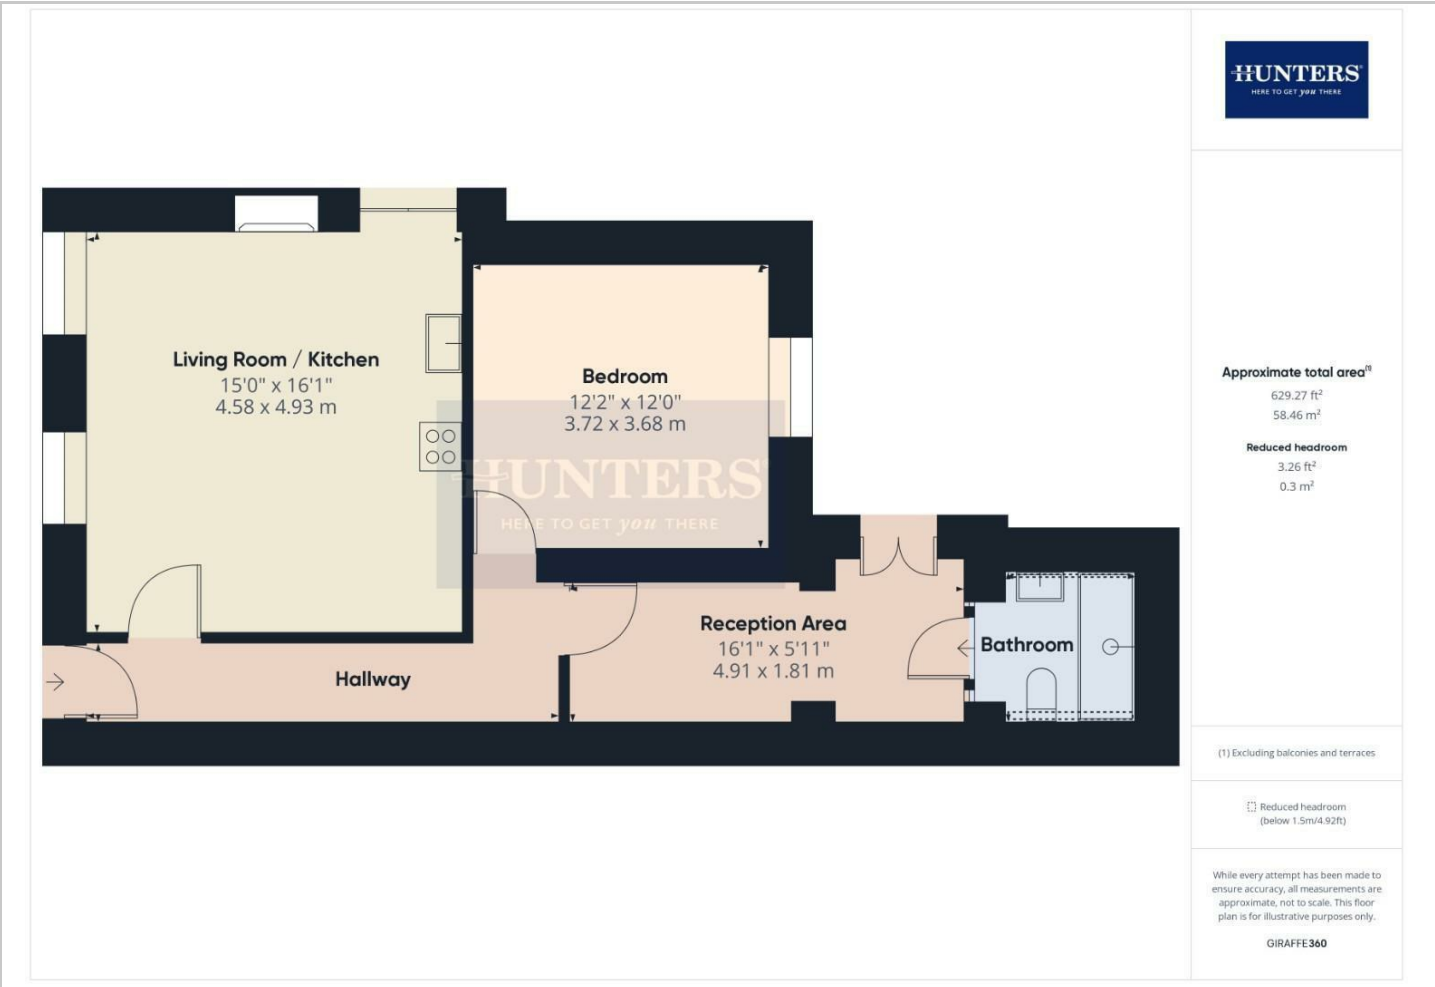 HUNTERS
HERE TO GET you THERE
Living Room / Kitchen
15'0" x 16'1"
4.58 x 4.93 m
Bedroom
12'2" x 12'0"
3.72 x 3.68 m
HUNTERS
HERE TO GET you THERE
Reception Area
16'1" x 5'11"
4.91 x 1.81 m
Bathroom
Hallway
Approximate total area⁽¹⁾
629.27 ft²
58.46 m²
Reduced headroom
3.26 ft²
0.3 m²
(1) Excluding balconies and terraces
Reduced headroom
(below 1.5m/4.92ft)
While every attempt has been made to
ensure accuracy, all measurements are
approximate, not to scale. This floor
plan is for illustrative purposes only.
GIRAFFE360